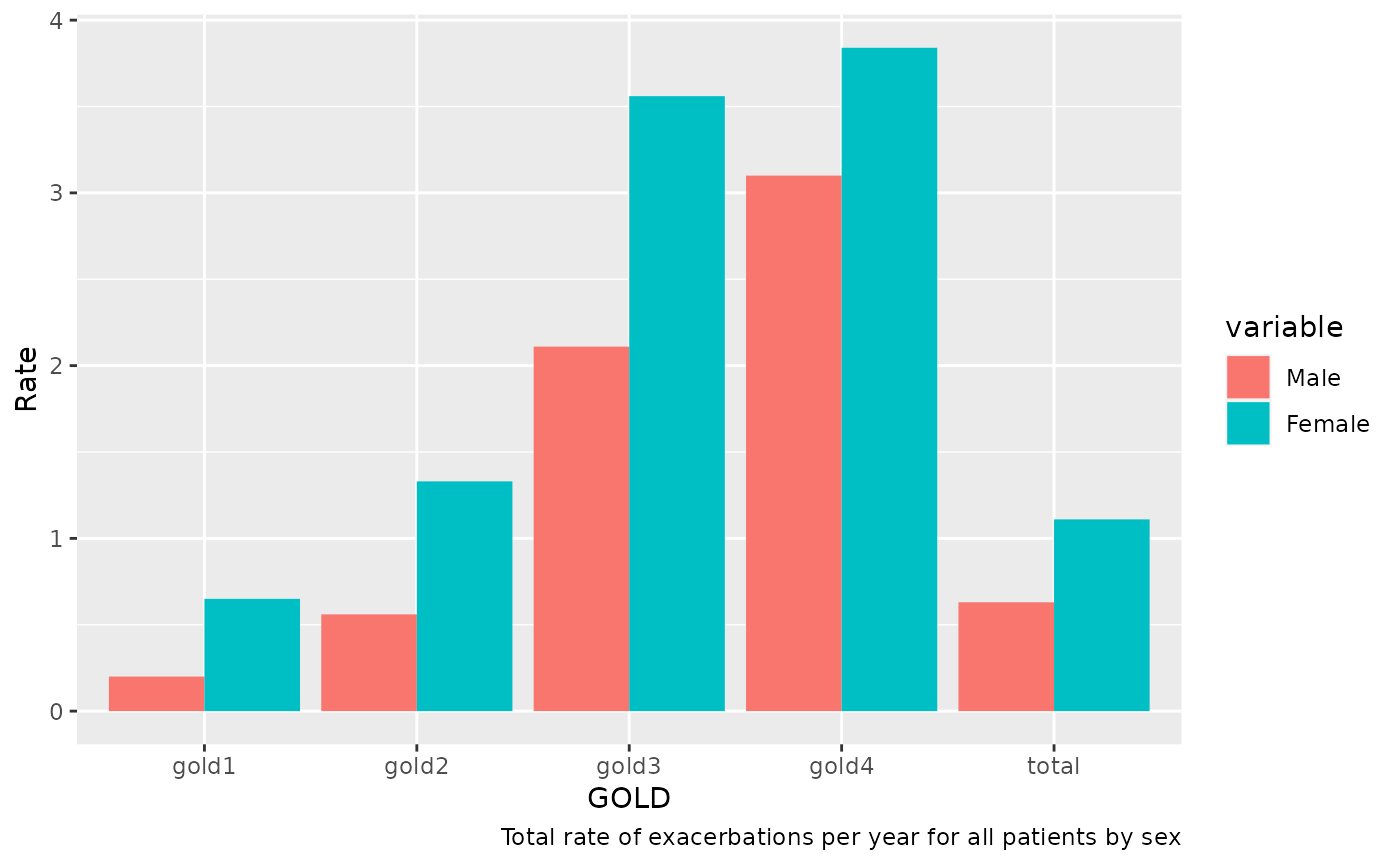 4
3
2
1
0
Rate
gold1 gold2 gold3 gold4 total
GOLD
Total rate of exacerbations per year for all patients by sex
variable
Male
Female